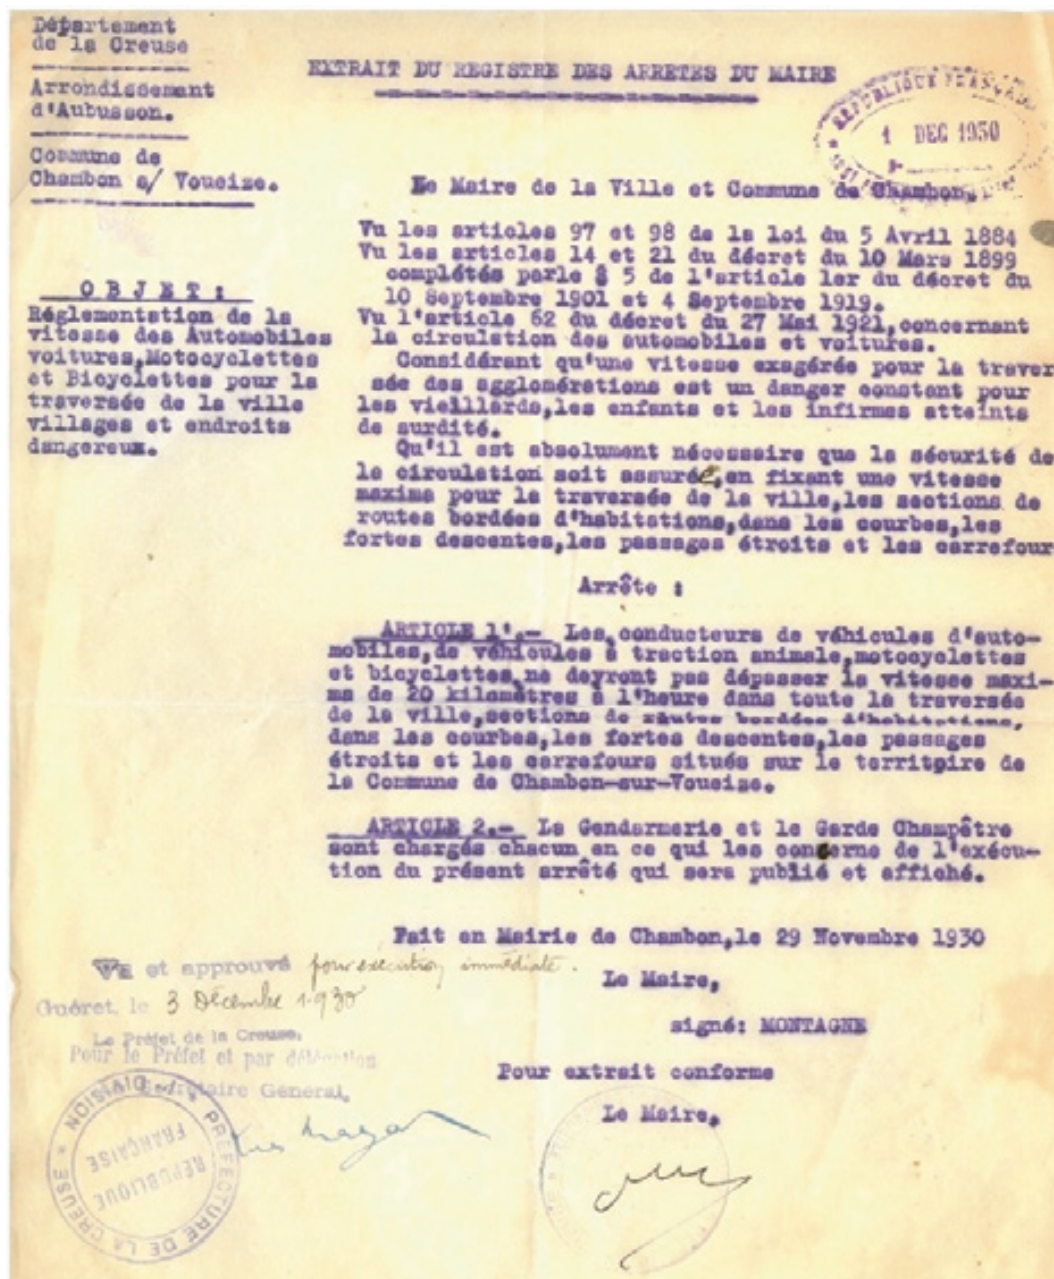 Département
de la Creuse
Arrondissement
d'Aubusson.
Commune de
Chambon s/ Voueize.
EXTRAIT DU REGISTRE DES ARRETES DU MAIRE
RÉPUBLIQUE FRANÇAISE
1 DEC 1930
Le Maire de la Ville et Commune de Chambon,
Vu les articles 97 et 98 de la loi du 5 Avril 1884
Vu les articles 14 et 21 du décret du 10 Mars 1899
complétés parle § 5 de l'article 1er du décret du
10 Septembre 1901 et 4 Septembre 1919.
Vu l'article 62 du décret du 27 Mai 1921,concernant
la circulation des automobiles et voitures.
Considérant qu'une vitesse exagérée pour la traver
sée des agglomérations est un danger constant pour
les vieillards,les enfants et les infirmes atteints
de surdité.
Qu'il est absolument nécessaire que la sécurité de
la circulation soit assurée,en fixant une vitesse
maxima pour la traversée de la ville,les sections de
routes bordées d'habitations,dans les courbes,les
fortes descentes,les passages étroits et les carrefour
OBJET:
Réglementation de la
vitesse des Automobiles
voitures,Motocyclettes
et Bicyclettes pour la
traversée de la ville
villages et endroits
dangereux.
Arrête :
ARTICLE 1'.- Les conducteurs de véhicules d'auto-
mobiles,de véhicules à traction animale,motocyclettes
et bicyclettes,ne devront pas dépasser la vitesse maxi-
ma de 20 kilomètres à l'heure dans toute la traversée
de la ville,sections de routes bordées d'habitations,
dans les courbes,les fortes descentes,les passages
étroits et les carrefours situés sur le territoire de
la Commune de Chambon-sur-Voueize.
ARTICLE 2.- La Gendarmerie et le Garde Champêtre
sont chargés chacun en ce qui les concerne de l'exécu-
tion du présent arrêté qui sera publié et affiché.
Fait en Mairie de Chambon,le 29 Novembre 1930
Le Maire,
signé: MONTAGNE
Pour extrait conforme
Le Maire,
Vu et approuvé pour exécution immédiate.
Guéret, le 3 Décembre 1930
Le Préfet de la Creuse,
Pour le Préfet et par délégation
Secrétaire Général,
PRÉFECTURE DE LA CREUSE * 1e DIVISION *
RÉPUBLIQUE
FRANÇAISE